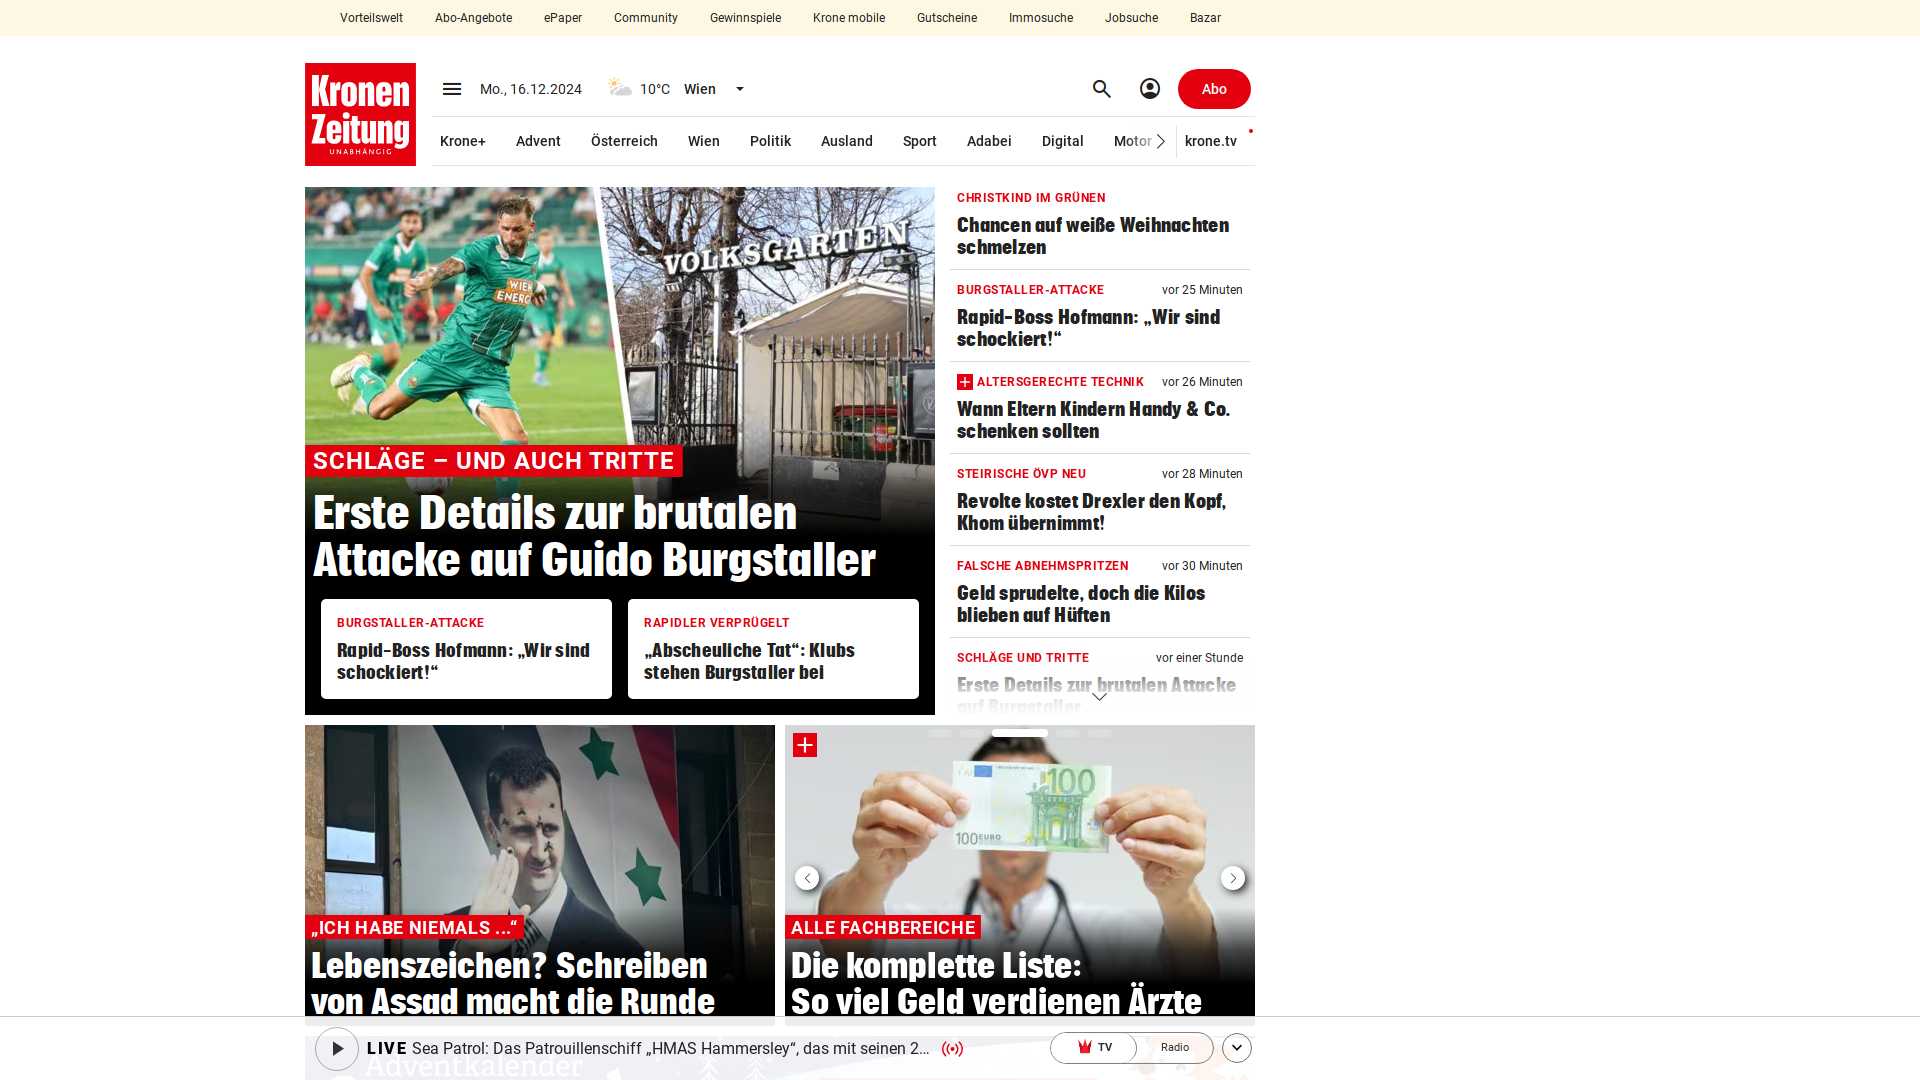 Vorteilswelt Abo-Angebote ePaper Community Gewinnspiele Krone mobile Gutscheine Immosuche Jobsuche Bazar
Kronen
Zeitung
UNABHÄNGIG
Mo., 16.12.2024 10°C Wien
Abo
Krone+ Advent Österreich Wien Politik Ausland Sport Adabei Digital Motor krone.tv
WIEN
ENERGIE
VOLKSGARTEN
SCHLÄGE – UND AUCH TRITTE
Erste Details zur brutalen
Attacke auf Guido Burgstaller
BURGSTALLER-ATTACKE
Rapid-Boss Hofmann: „Wir sind
schockiert!“
RAPIDLER VERPRÜGELT
„Abscheuliche Tat“: Klubs
stehen Burgstaller bei
CHRISTKIND IM GRÜNEN
Chancen auf weiße Weihnachten
schmelzen
BURGSTALLER-ATTACKE vor 25 Minuten
Rapid-Boss Hofmann: „Wir sind
schockiert!“
ALTERSGERECHTE TECHNIK vor 26 Minuten
Wann Eltern Kindern Handy & Co.
schenken sollten
STEIRISCHE ÖVP NEU vor 28 Minuten
Revolte kostet Drexler den Kopf,
Khom übernimmt!
FALSCHE ABNEHMSPRITZEN vor 30 Minuten
Geld sprudelte, doch die Kilos
blieben auf Hüften
SCHLÄGE UND TRITTE vor einer Stunde
Erste Details zur brutalen Attacke
auf Burgstaller
„ICH HABE NIEMALS ...“
Lebenszeichen? Schreiben
von Assad macht die Runde
100
100 EURO
ALLE FACHBEREICHE
Die komplette Liste:
So viel Geld verdienen Ärzte
LIVE Sea Patrol: Das Patrouillenschiff „HMAS Hammersley“, das mit seinen 2...
TV Radio
Adventkalender